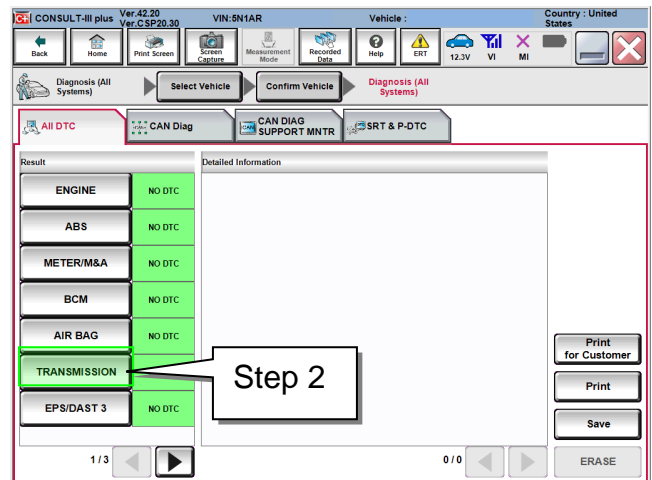 C+ CONSULT-III plus Ver.42.20 VIN:5N1AR Vehicle : Country : United
Ver.CSP20.30 States
Back Home Print Screen Screen Capture Measurement Mode Recorded Data Help ERT 12.3V VI MI
Diagnosis (All Systems) Select Vehicle Confirm Vehicle Diagnosis (All Systems)
All DTC CAN Diag CAN DIAG SUPPORT MNTR SRT & P-DTC
Result Detailed Information
ENGINE NO DTC
ABS NO DTC
METER/M&A NO DTC
BCM NO DTC
AIR BAG NO DTC
TRANSMISSION
EPS/DAST 3 NO DTC
Step 2
Print for Customer
Print
Save
1 / 3 0 / 0 ERASE